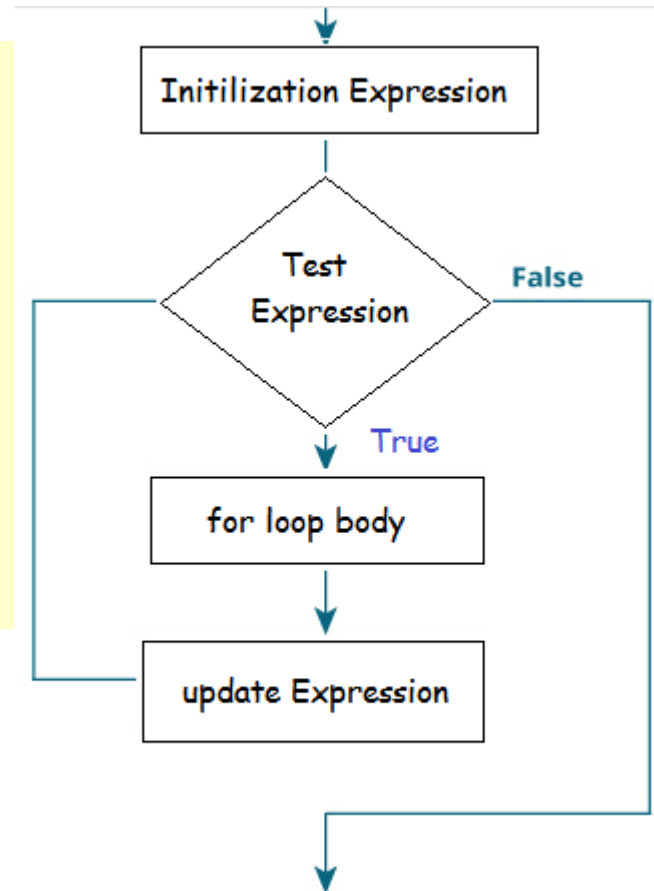 Initilization Expression
Test
Expression
False
True
for loop body
update Expression